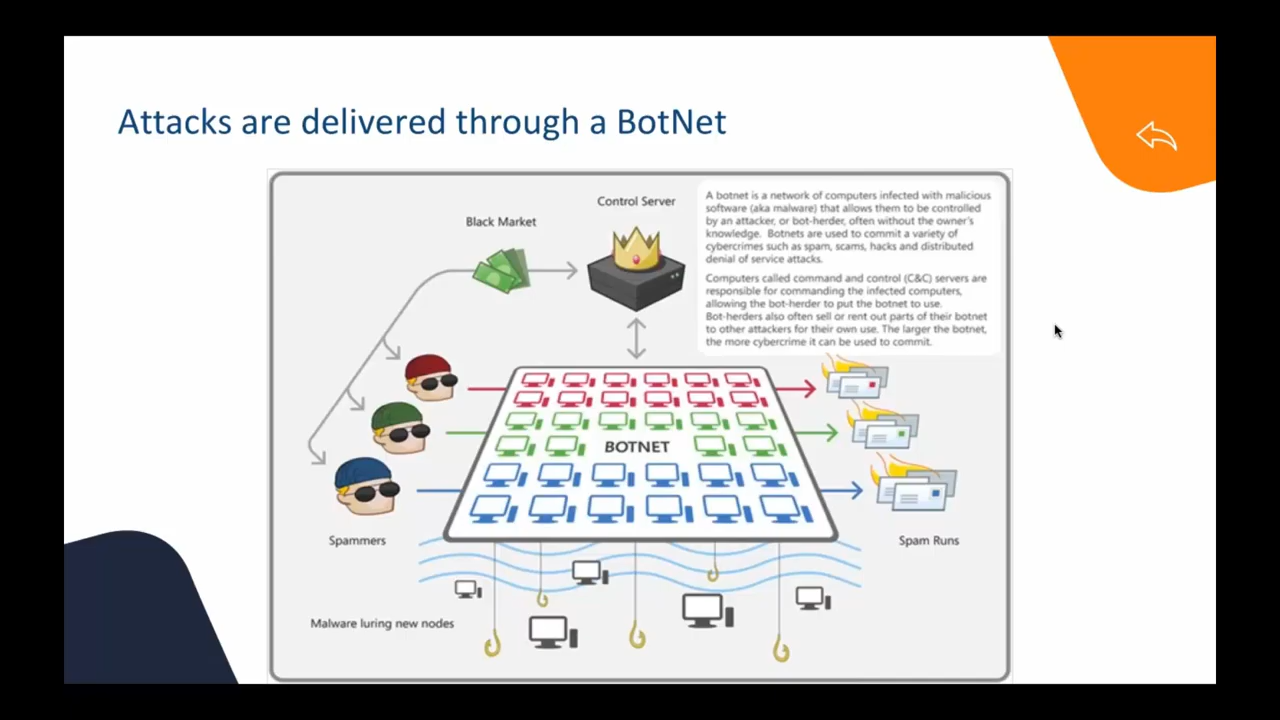 Attacks are delivered through a BotNet
Control Server
Black Market
A botnet is a network of computers infected with malicious
software (aka malware) that allows them to be controlled
by an attacker, or bot-herder, often without the owner's
knowledge. Botnets are used to commit a variety of
cybercrimes such as spam, scams, hacks and distributed
denial of service attacks.
Computers called command and control (C&C) servers are
responsible for commanding the infected computers,
allowing the bot-herder to put the botnet to use.
Bot-herders also often sell or rent out parts of their botnet
to other attackers for their own use. The larger the botnet,
the more cybercrime it can be used to commit.
BOTNET
Spammers
Spam Runs
Malware luring new nodes